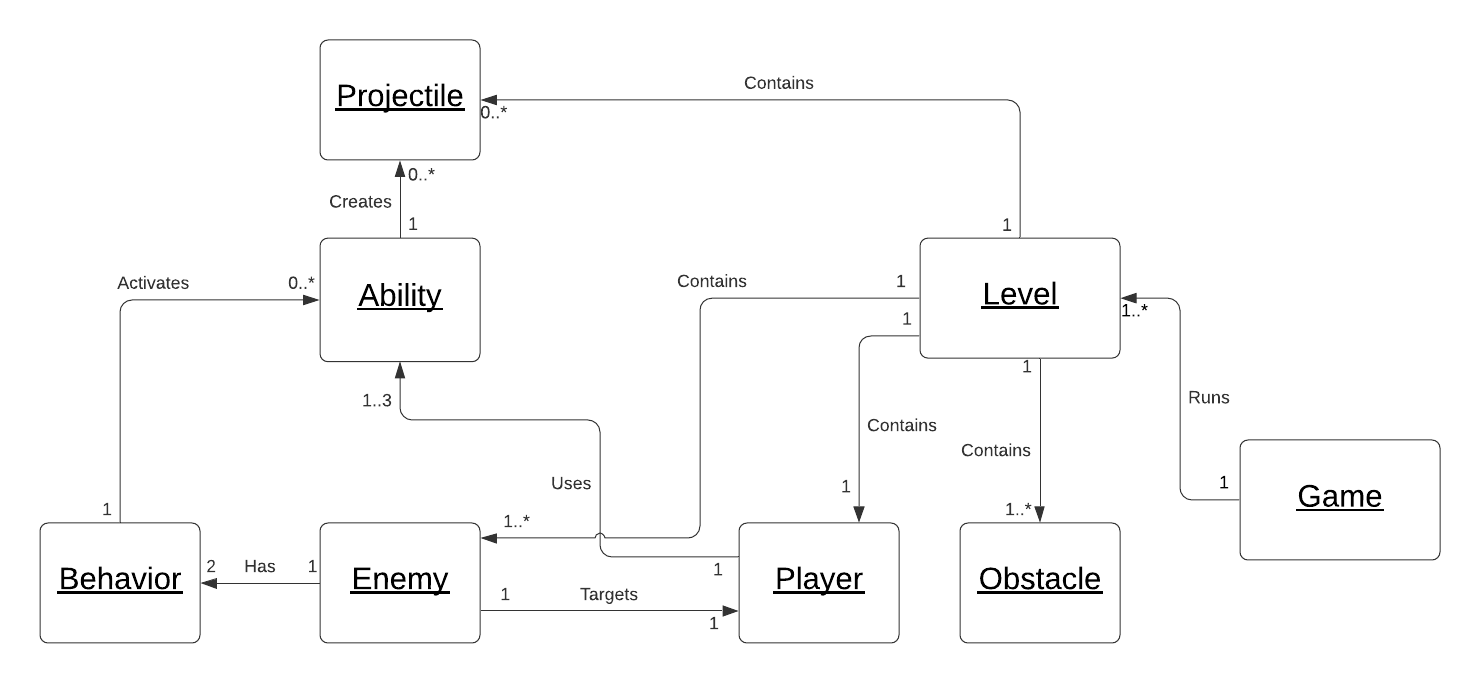 Contains
Projectile
0..*
0..*
Creates
1
1
Activates
0..*
Ability
Contains
1
Level
1
1..*
1
1..3
Runs
Contains
Contains
Uses
1
1
Game
1
1..*
1..*
Behavior
2
Has
1
Enemy
1
Targets
1
1
Player
Obstacle